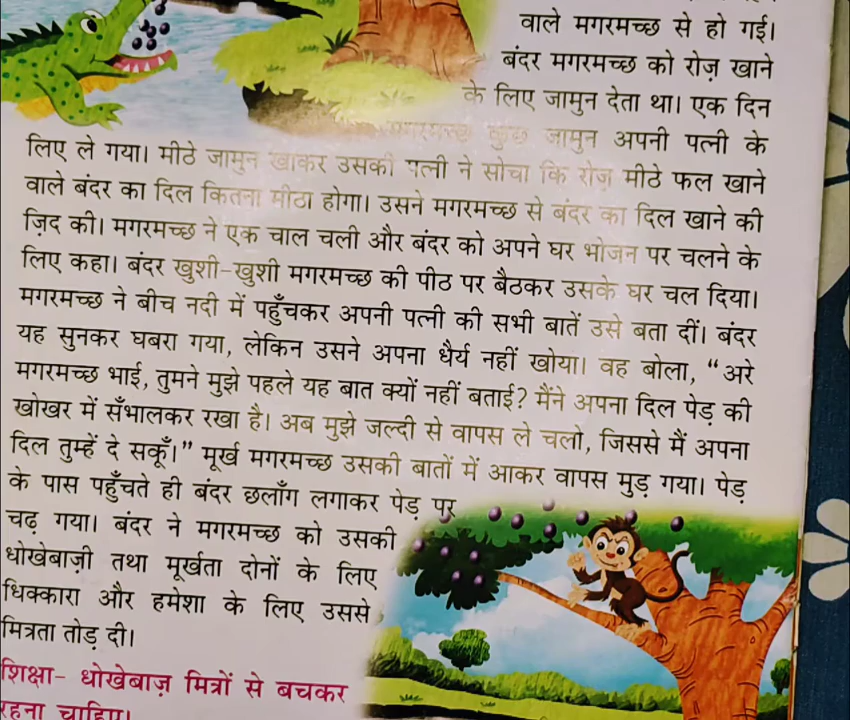 वाले मगरमच्छ से हो गई।
बंदर मगरमच्छ को रोज़ खाने
के लिए जामुन देता था। एक दिन
मगरमच्छ कुछ जामुन अपनी पत्नी के
लिए ले गया। मीठे जामुन खाकर उसकी पत्नी ने सोचा कि रोज़ मीठे फल खाने
वाले बंदर का दिल कितना मीठा होगा। उसने मगरमच्छ से बंदर का दिल खाने की
ज़िद की। मगरमच्छ ने एक चाल चली और बंदर को अपने घर भोजन पर चलने के
लिए कहा। बंदर खुशी-खुशी मगरमच्छ की पीठ पर बैठकर उसके घर चल दिया।
मगरमच्छ ने बीच नदी में पहुँचकर अपनी पत्नी की सभी बातें उसे बता दीं। बंदर
यह सुनकर घबरा गया, लेकिन उसने अपना धैर्य नहीं खोया। वह बोला, “अरे
मगरमच्छ भाई, तुमने मुझे पहले यह बात क्यों नहीं बताई? मैंने अपना दिल पेड़ की
खोखर में सँभालकर रखा है। अब मुझे जल्दी से वापस ले चलो, जिससे मैं अपना
दिल तुम्हें दे सकूँ।” मूर्ख मगरमच्छ उसकी बातों में आकर वापस मुड़ गया। पेड़
के पास पहुँचते ही बंदर छलाँग लगाकर पेड़ पर
चढ़ गया। बंदर ने मगरमच्छ को उसकी
धोखेबाज़ी तथा मूर्खता दोनों के लिए
धिक्कारा और हमेशा के लिए उससे
मित्रता तोड़ दी।
शिक्षा- धोखेबाज़ मित्रों से बचकर
रहना चाहिए।